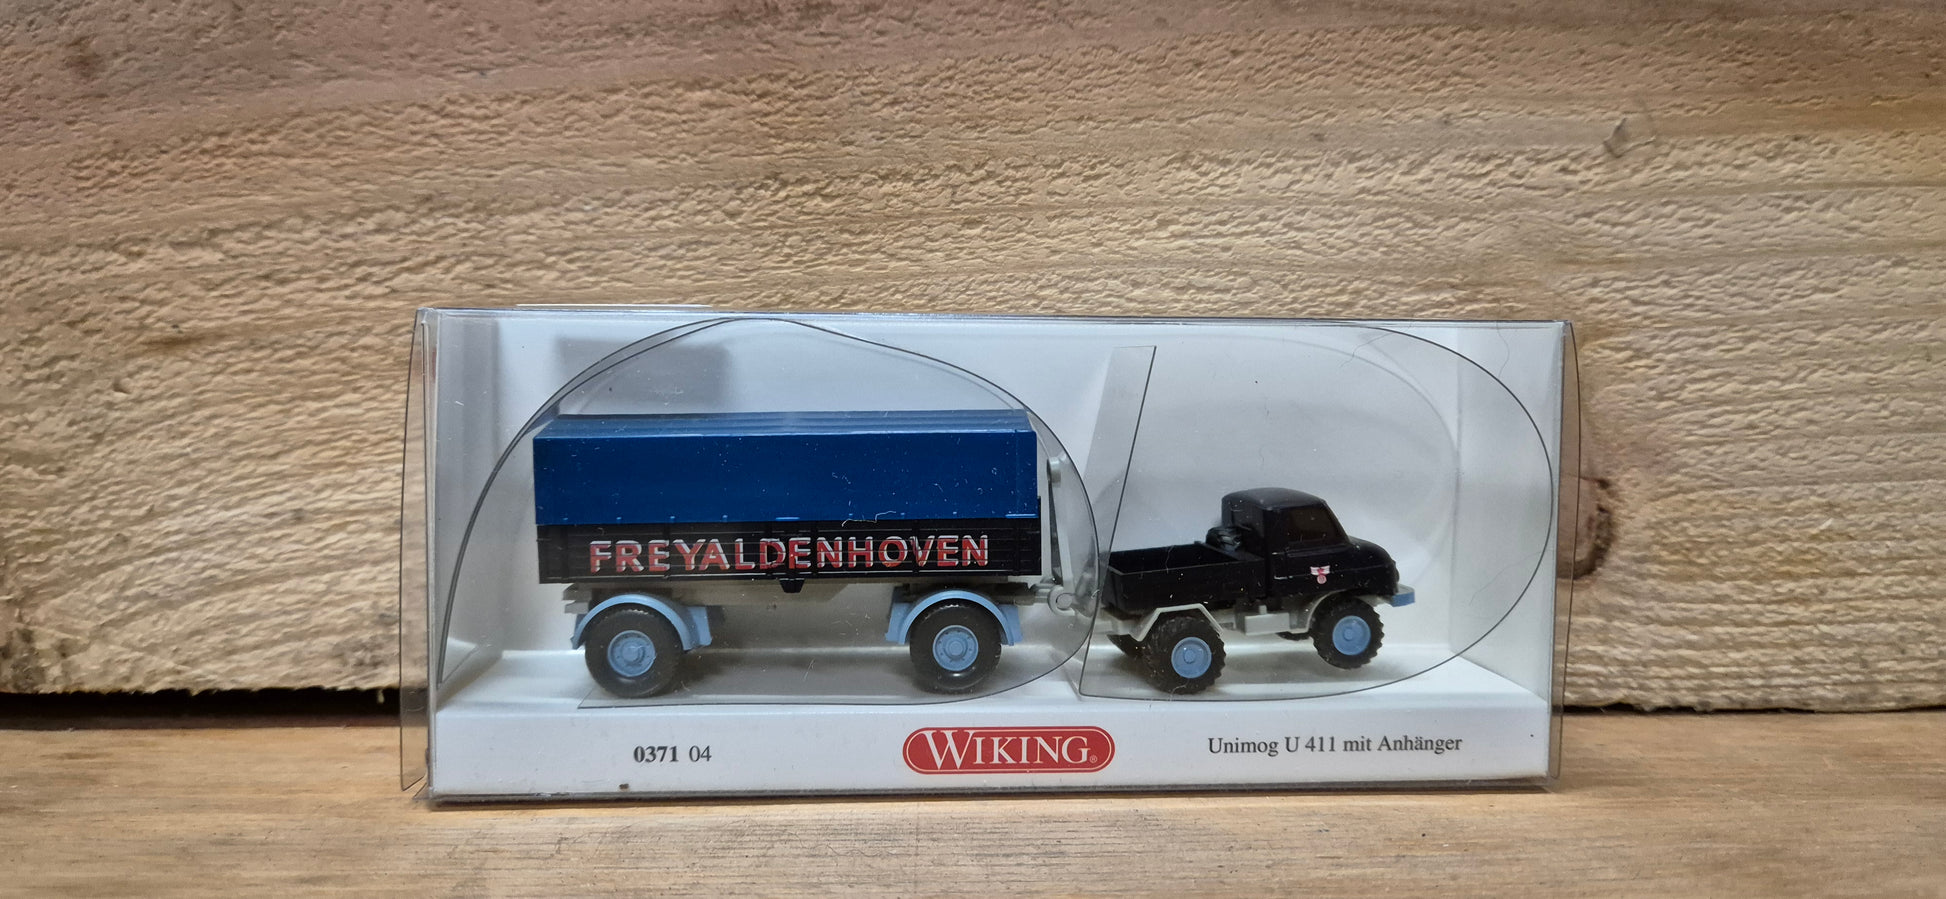 FREYALDENHOVEN
0371 04
WIKING®
Unimog U 411 mit Anhänger